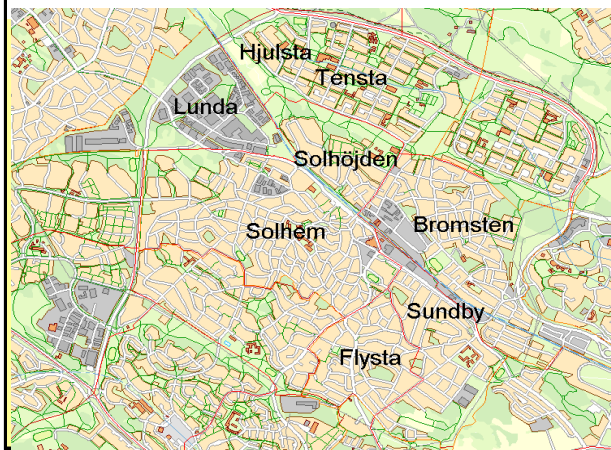 Hjulsta
Tensta
Lunda
Solhöjden
Solhem
Bromsten
Sundby
Flysta